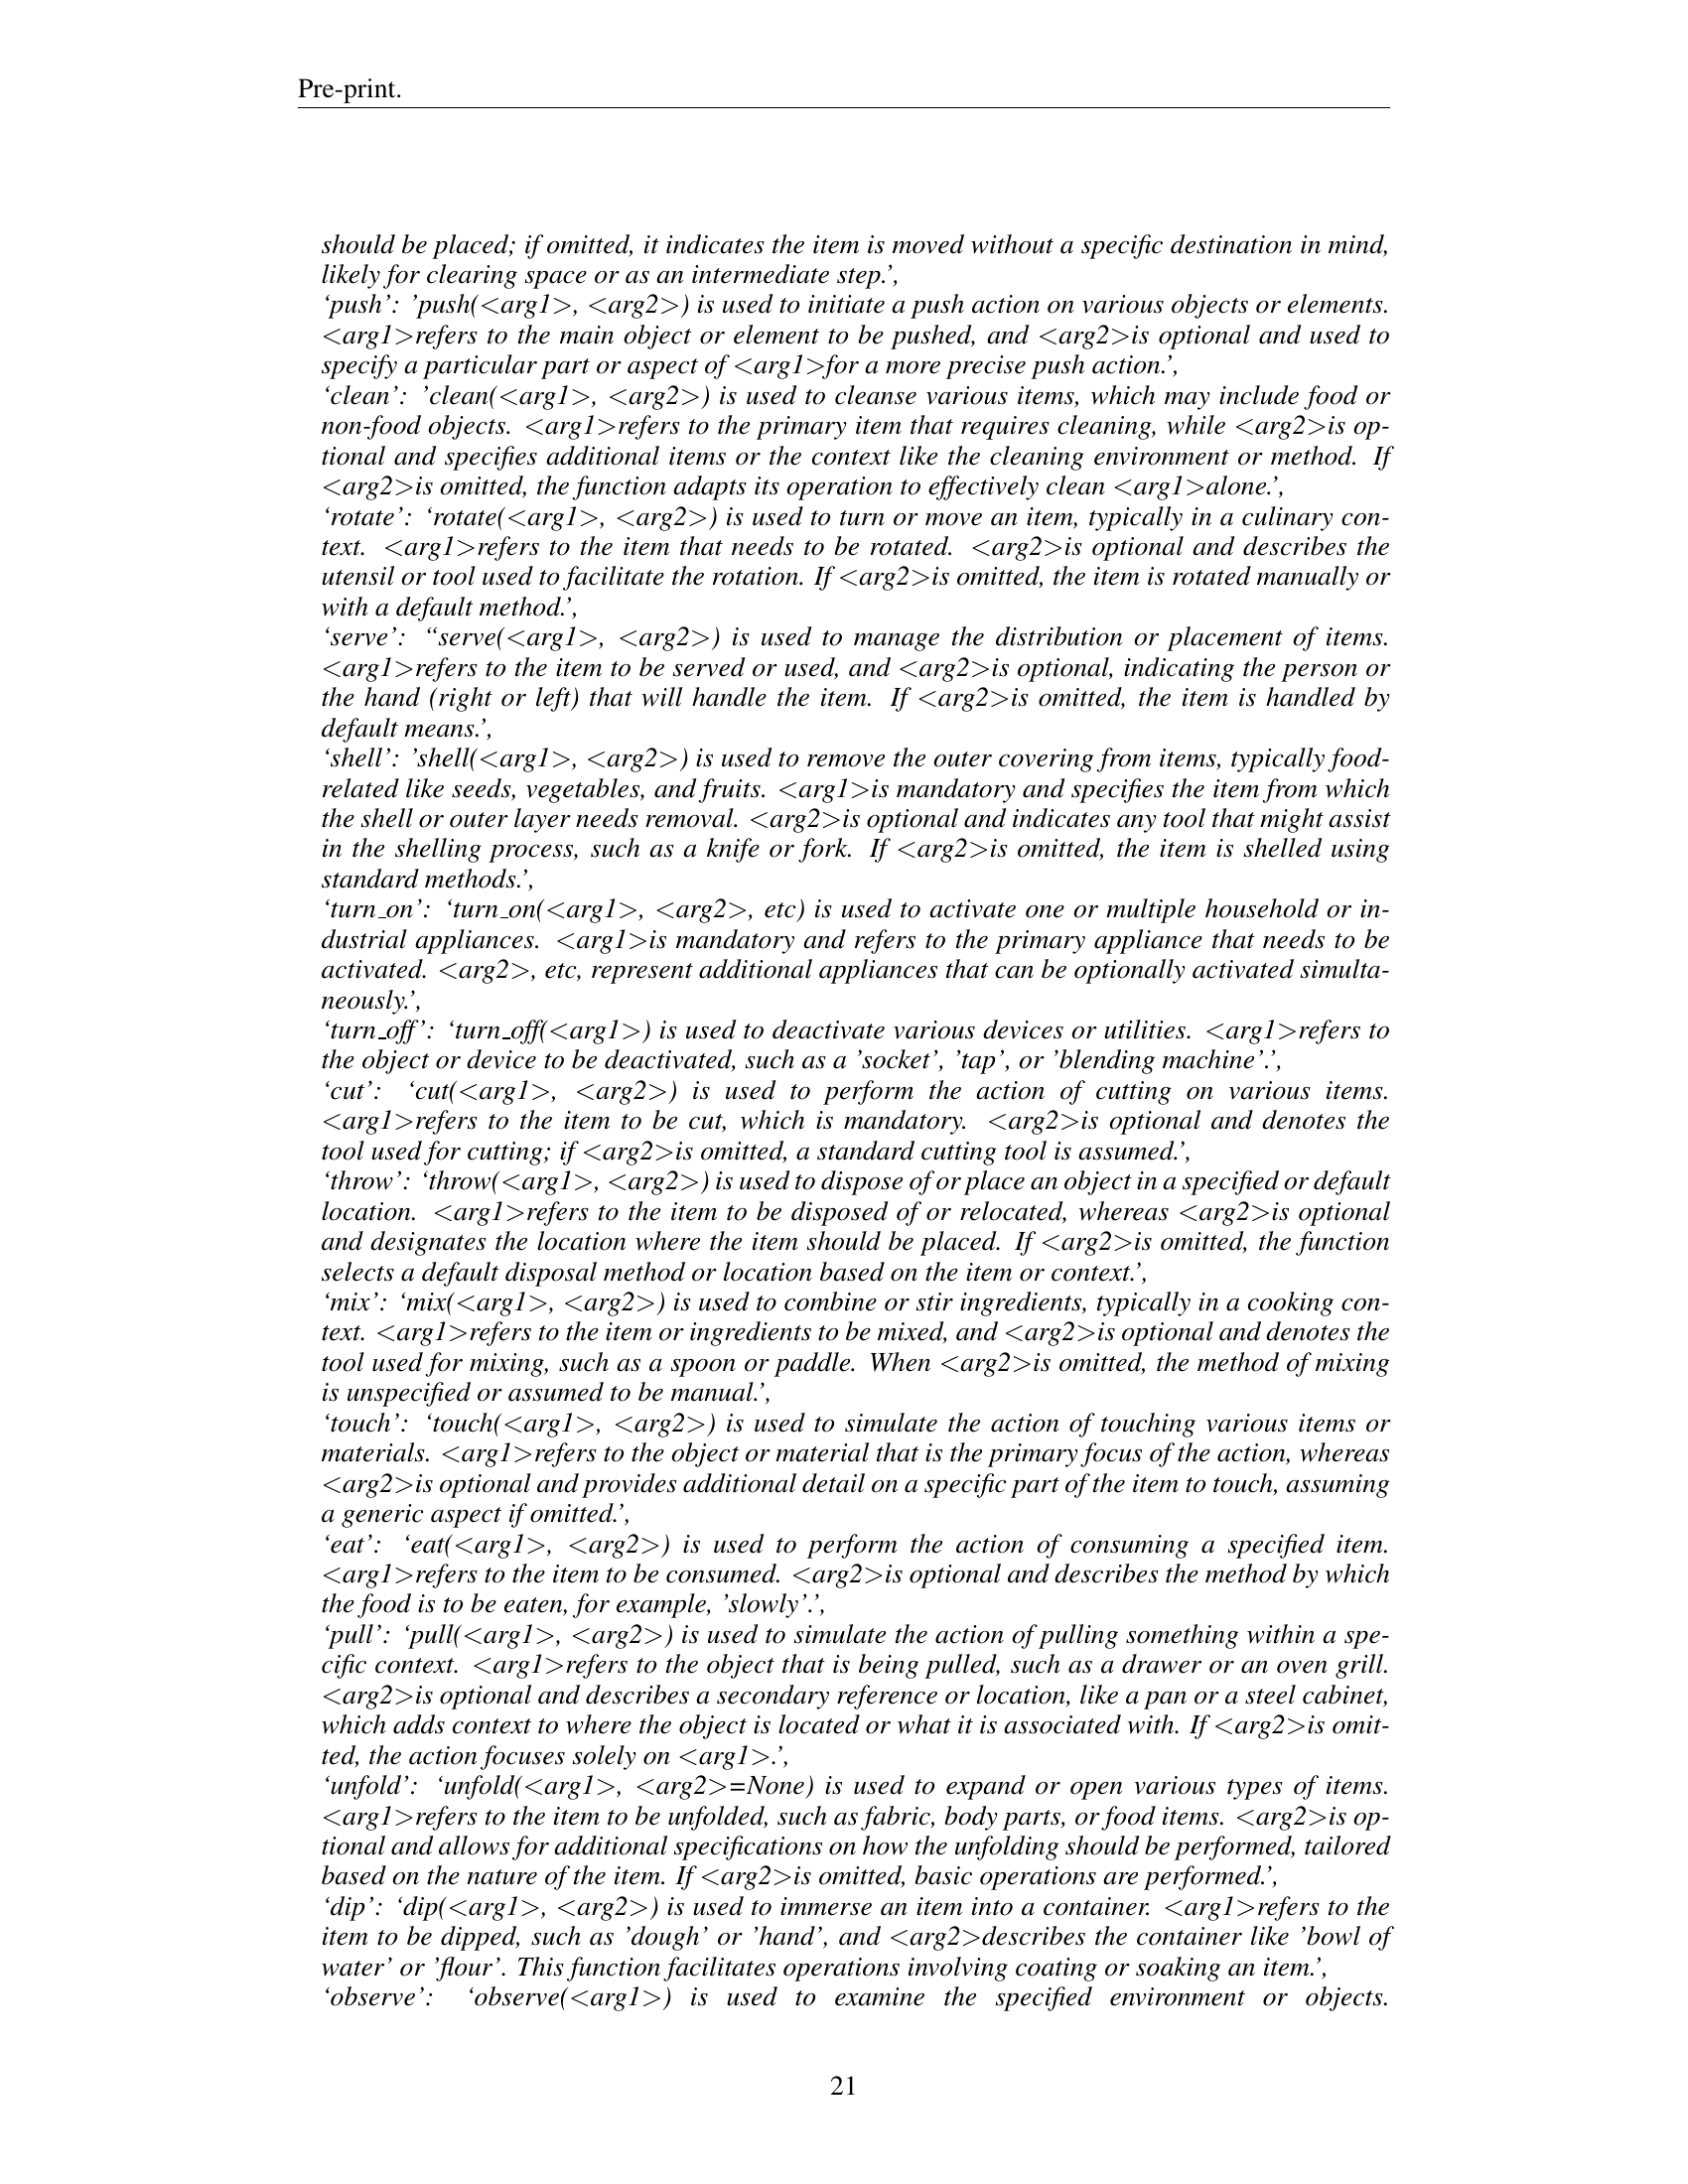 Pre-print.
should be placed; if omitted, it indicates the item is moved without a specific destination in mind,
likely for clearing space or as an intermediate step.’,
‘push’: ’push(<arg1>, <arg2>) is used to initiate a push action on various objects or elements.
<arg1>refers to the main object or element to be pushed, and <arg2>is optional and used to
specify a particular part or aspect of <arg1>for a more precise push action.’,
‘clean’: ’clean(<arg1>, <arg2>) is used to cleanse various items, which may include food or
non-food objects. <arg1>refers to the primary item that requires cleaning, while <arg2>is op-
tional and specifies additional items or the context like the cleaning environment or method. If
<arg2>is omitted, the function adapts its operation to effectively clean <arg1>alone.’,
‘rotate’: ‘rotate(<arg1>, <arg2>) is used to turn or move an item, typically in a culinary con-
text. <arg1>refers to the item that needs to be rotated. <arg2>is optional and describes the
utensil or tool used to facilitate the rotation. If <arg2>is omitted, the item is rotated manually or
with a default method.’,
‘serve’: “serve(<arg1>, <arg2>) is used to manage the distribution or placement of items.
<arg1>refers to the item to be served or used, and <arg2>is optional, indicating the person or
the hand (right or left) that will handle the item. If <arg2>is omitted, the item is handled by
default means.’,
‘shell’: ’shell(<arg1>, <arg2>) is used to remove the outer covering from items, typically food-
related like seeds, vegetables, and fruits. <arg1>is mandatory and specifies the item from which
the shell or outer layer needs removal. <arg2>is optional and indicates any tool that might assist
in the shelling process, such as a knife or fork. If <arg2>is omitted, the item is shelled using
standard methods.’,
‘turn_on’: ‘turn_on(<arg1>, <arg2>, etc) is used to activate one or multiple household or in-
dustrial appliances. <arg1>is mandatory and refers to the primary appliance that needs to be
activated. <arg2>, etc, represent additional appliances that can be optionally activated simulta-
neously.’,
‘turn_off’: ‘turn_off(<arg1>) is used to deactivate various devices or utilities. <arg1>refers to
the object or device to be deactivated, such as a ’socket’, ’tap’, or ’blending machine’.’,
‘cut’: ‘cut(<arg1>, <arg2>) is used to perform the action of cutting on various items.
<arg1>refers to the item to be cut, which is mandatory. <arg2>is optional and denotes the
tool used for cutting; if <arg2>is omitted, a standard cutting tool is assumed.’,
‘throw’: ‘throw(<arg1>, <arg2>) is used to dispose of or place an object in a specified or default
location. <arg1>refers to the item to be disposed of or relocated, whereas <arg2>is optional
and designates the location where the item should be placed. If <arg2>is omitted, the function
selects a default disposal method or location based on the item or context.’,
‘mix’: ‘mix(<arg1>, <arg2>) is used to combine or stir ingredients, typically in a cooking con-
text. <arg1>refers to the item or ingredients to be mixed, and <arg2>is optional and denotes the
tool used for mixing, such as a spoon or paddle. When <arg2>is omitted, the method of mixing
is unspecified or assumed to be manual.’,
‘touch’: ‘touch(<arg1>, <arg2>) is used to simulate the action of touching various items or
materials. <arg1>refers to the object or material that is the primary focus of the action, whereas
<arg2>is optional and provides additional detail on a specific part of the item to touch, assuming
a generic aspect if omitted.’,
‘eat’: ‘eat(<arg1>, <arg2>) is used to perform the action of consuming a specified item.
<arg1>refers to the item to be consumed. <arg2>is optional and describes the method by which
the food is to be eaten, for example, ’slowly’.’,
‘pull’: ‘pull(<arg1>, <arg2>) is used to simulate the action of pulling something within a spe-
cific context. <arg1>refers to the object that is being pulled, such as a drawer or an oven grill.
<arg2>is optional and describes a secondary reference or location, like a pan or a steel cabinet,
which adds context to where the object is located or what it is associated with. If <arg2>is omit-
ted, the action focuses solely on <arg1>.’,
‘unfold’: ‘unfold(<arg1>, <arg2>=None) is used to expand or open various types of items.
<arg1>refers to the item to be unfolded, such as fabric, body parts, or food items. <arg2>is op-
tional and allows for additional specifications on how the unfolding should be performed, tailored
based on the nature of the item. If <arg2>is omitted, basic operations are performed.’,
‘dip’: ‘dip(<arg1>, <arg2>) is used to immerse an item into a container. <arg1>refers to the
item to be dipped, such as ’dough’ or ’hand’, and <arg2>describes the container like ’bowl of
water’ or ’flour’. This function facilitates operations involving coating or soaking an item.’,
‘observe’: ‘observe(<arg1>) is used to examine the specified environment or objects.
21